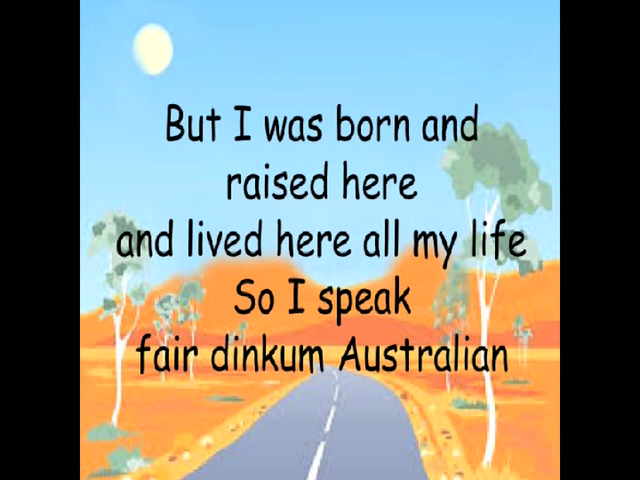 But I was born and
raised here
and lived here all my life
So I speak
fair dinkum Australian